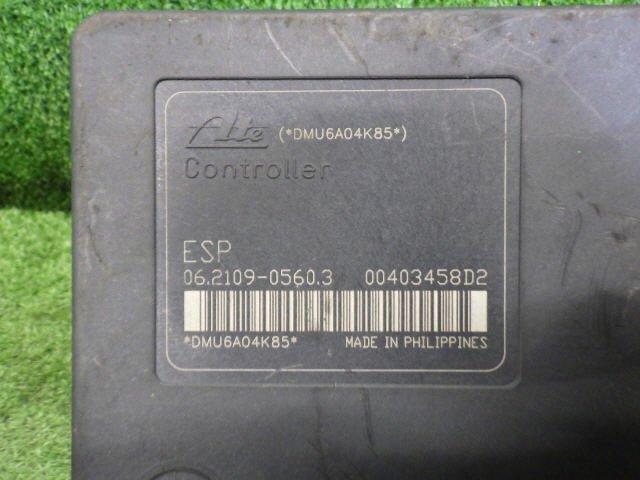 Ate (*DMU6A04K85*)
Controller
ESP
06.2109-0560.3 00403458D2
*DMU6A04K85* MADE IN PHILIPPINES